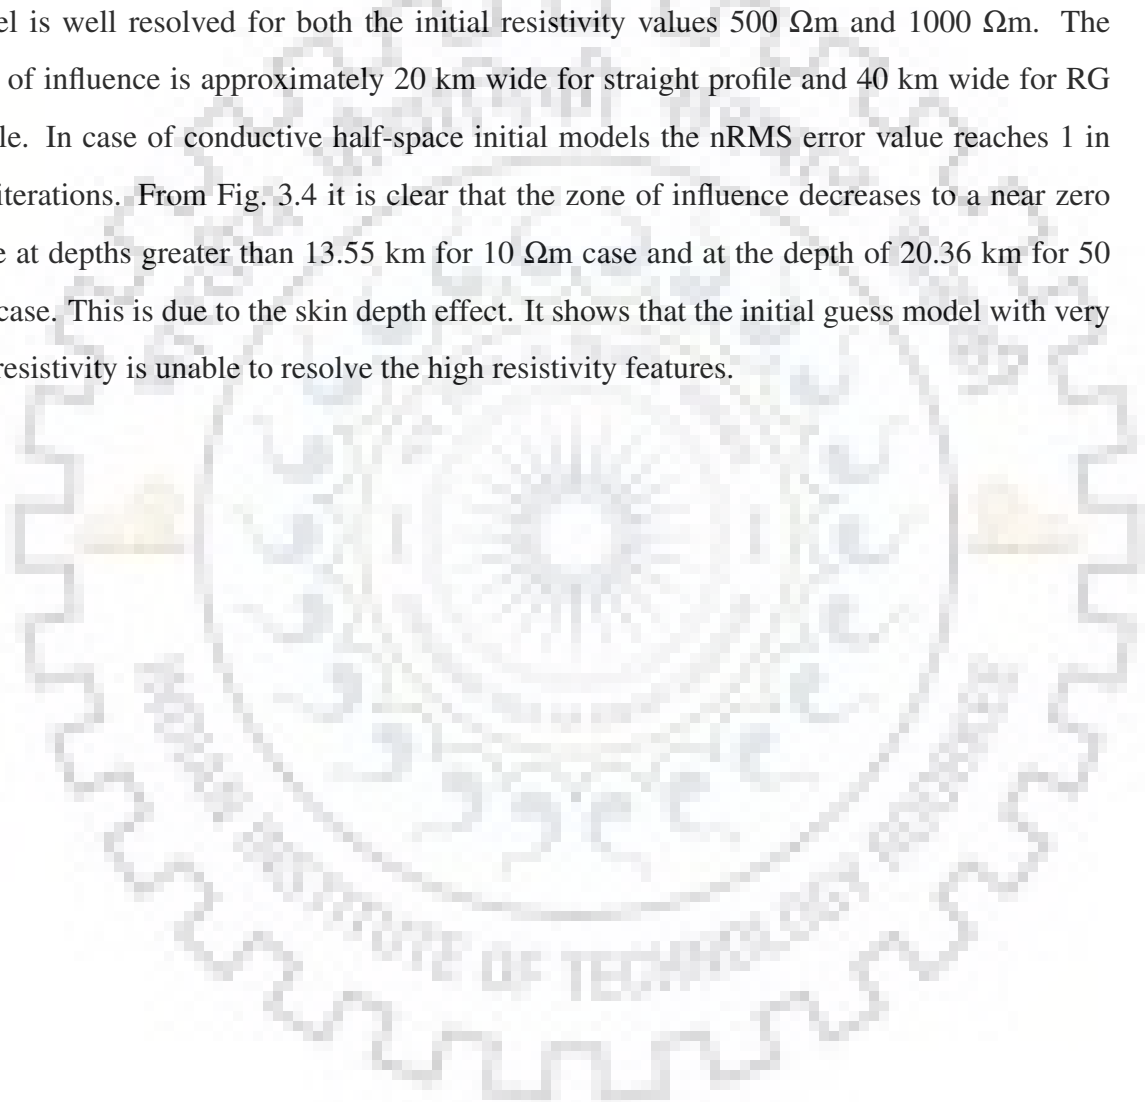 el is well resolved for both the initial resistivity values 500 Ωm and 1000 Ωm. The
of influence is approximately 20 km wide for straight profile and 40 km wide for RG
le. In case of conductive half-space initial models the nRMS error value reaches 1 in
iterations. From Fig. 3.4 it is clear that the zone of influence decreases to a near zero
e at depths greater than 13.55 km for 10 Ωm case and at the depth of 20.36 km for 50
case. This is due to the skin depth effect. It shows that the initial guess model with very
resistivity is unable to resolve the high resistivity features.
INDIAN INSTITUTE OF TECHNOLOGY ROORKEE